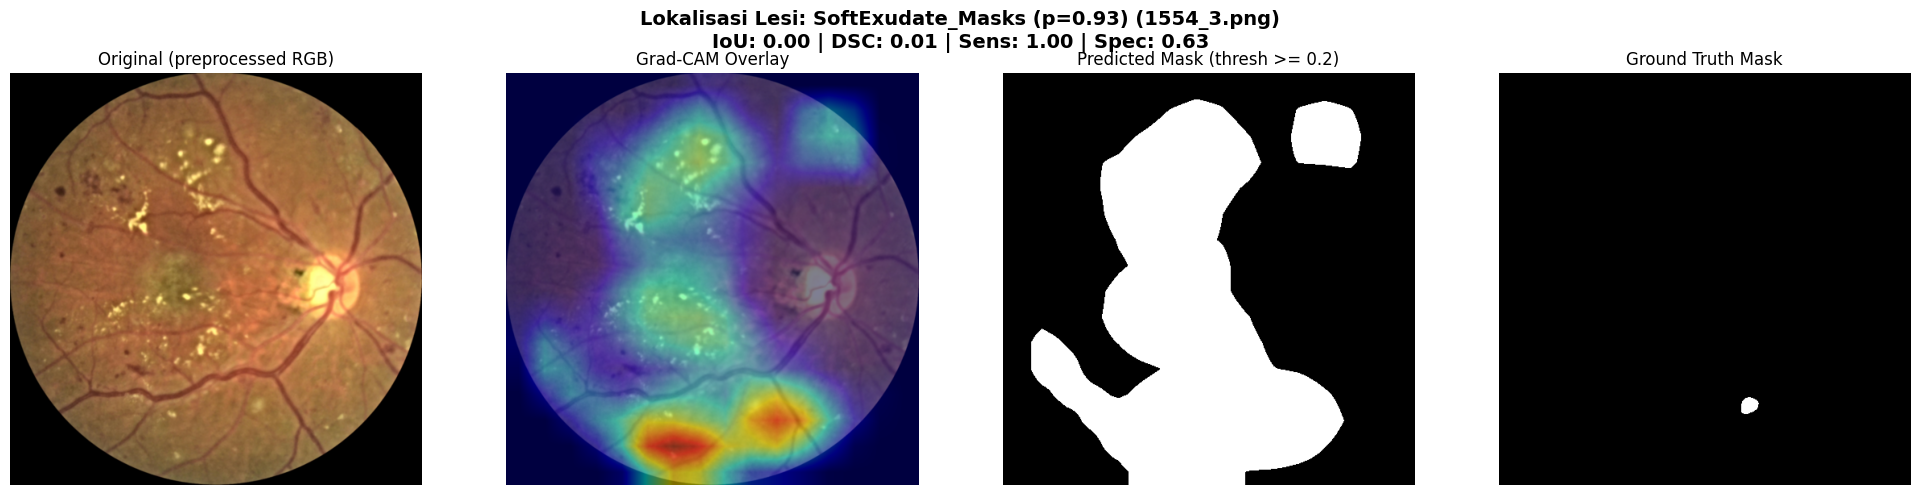 Lokalisasi Lesi: SoftExudate_Masks (p=0.93) (1554_3.png)
IoU: 0.00 | DSC: 0.01 | Sens: 1.00 | Spec: 0.63
Original (preprocessed RGB)
Grad-CAM Overlay
Predicted Mask (thresh >= 0.2)
Ground Truth Mask